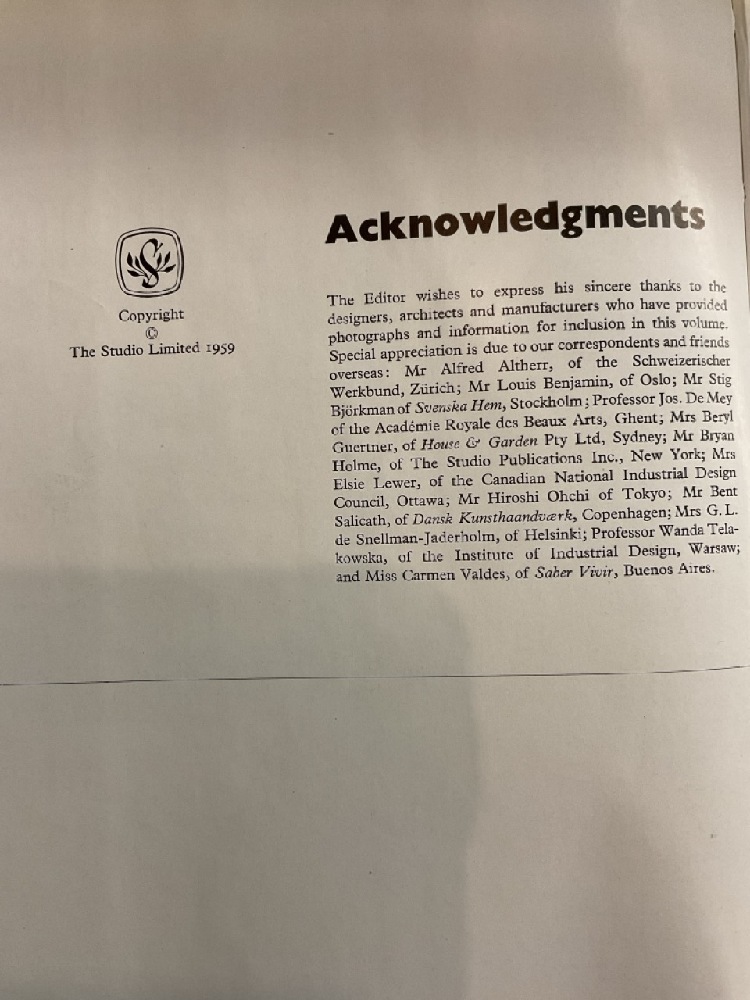 Acknowledgments
Copyright
©
The Studio Limited 1959
The Editor wishes to express his sincere thanks to the
designers, architects and manufacturers who have provided
photographs and information for inclusion in this volume.
Special appreciation is due to our correspondents and friends
overseas: Mr Alfred Altherr, of the Schweizerischer
Werkbund, Zürich; Mr Louis Benjamin, of Oslo; Mr Stig
Björkman of Svenska Hem, Stockholm; Professor Jos. De Mey
of the Académie Royale des Beaux Arts, Ghent; Mrs Beryl
Guertner, of House & Garden Pty Ltd, Sydney; Mr Bryan
Holme, of The Studio Publications Inc., New York; Mrs
Elsie Lewer, of the Canadian National Industrial Design
Council, Ottawa; Mr Hiroshi Ohchi of Tokyo; Mr Bent
Salicath, of Dansk Kunsthaandværk, Copenhagen; Mrs G. L.
de Snellman-Jaderholm, of Helsinki; Professor Wanda Tela-
kowska, of the Institute of Industrial Design, Warsaw;
and Miss Carmen Valdes, of Saher Vivir, Buenos Aires.